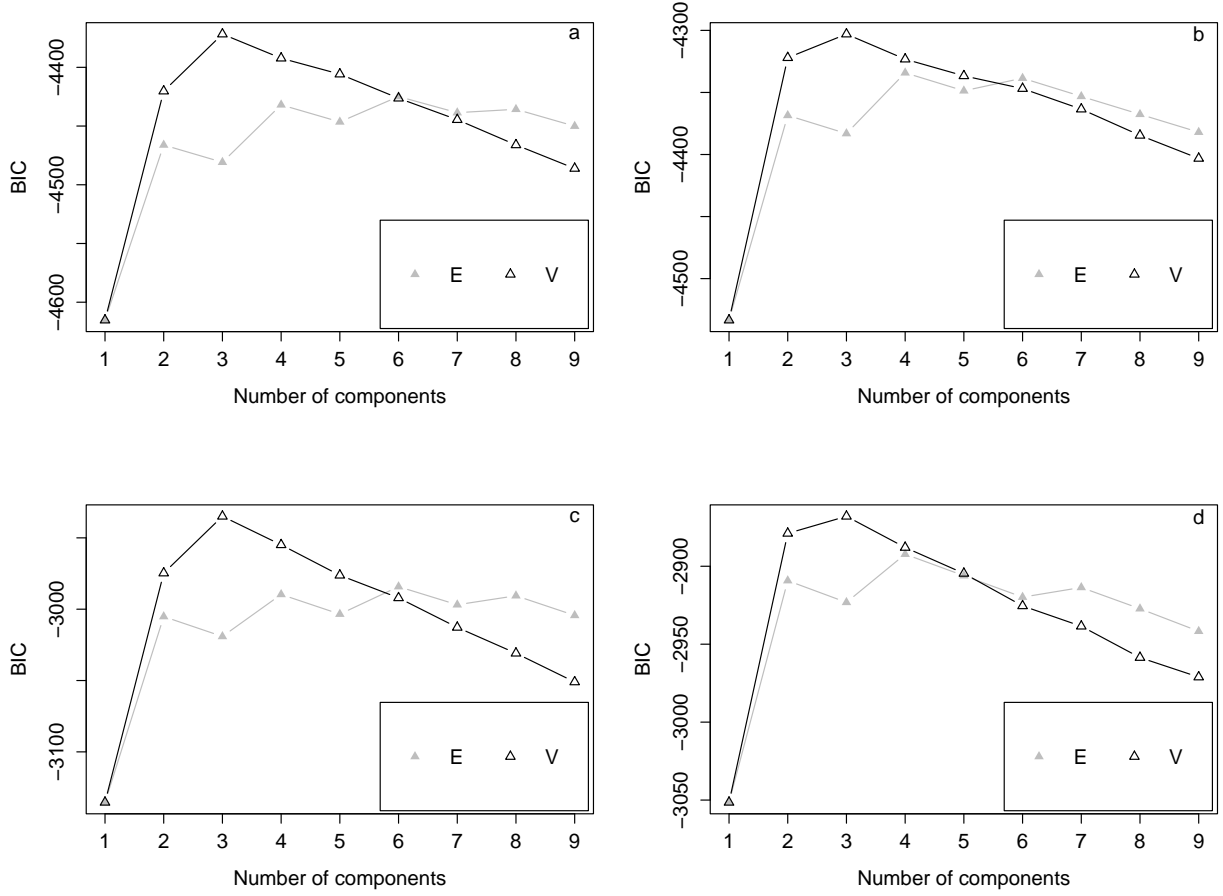 a
BIC
−4400
−4500
−4600
E V
1 2 3 4 5 6 7 8 9
Number of components
b
BIC
−4300
−4400
−4500
E V
1 2 3 4 5 6 7 8 9
Number of components
c
BIC
−3000
−3100
E V
1 2 3 4 5 6 7 8 9
Number of components
d
BIC
−2900
−2950
−3000
−3050
E V
1 2 3 4 5 6 7 8 9
Number of components